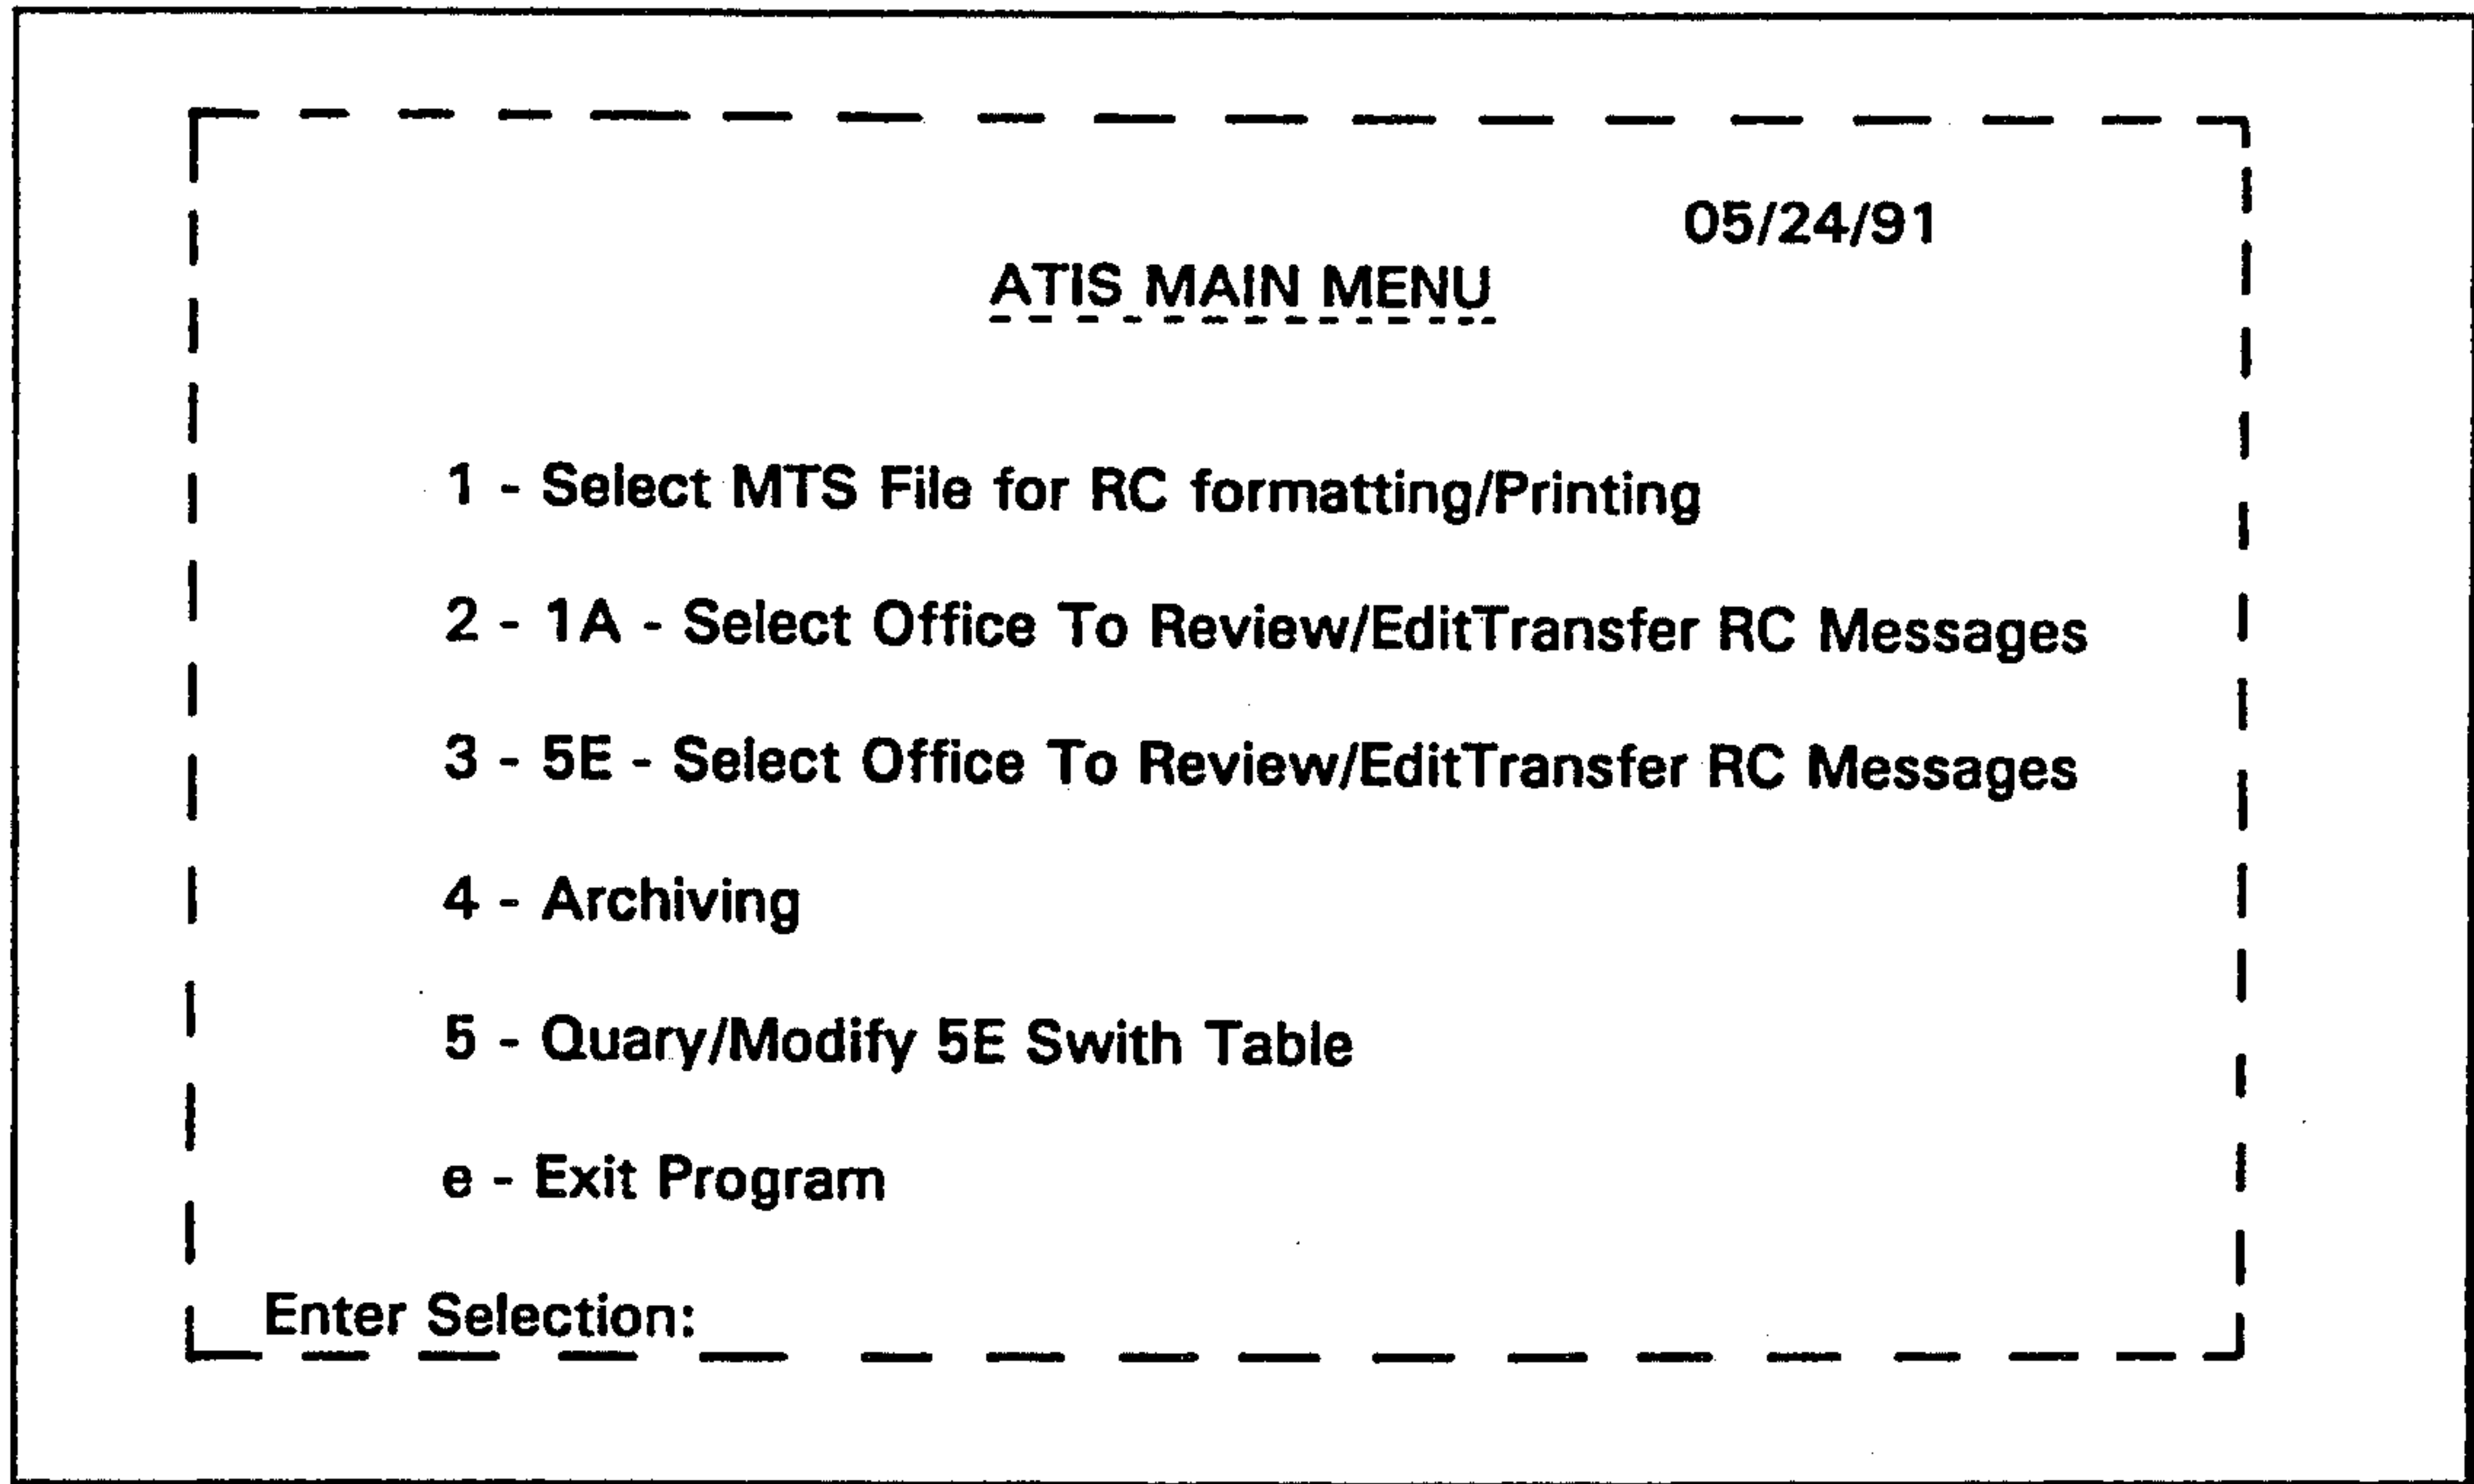 05/24/91
ATIS MAIN MENU
1 - Select MTS File for RC formatting/Printing
2 - 1A - Select Office To Review/EditTransfer RC Messages
3 - 5E - Select Office To Review/EditTransfer RC Messages
4 - Archiving
5 - Quary/Modify 5E Swith Table
e - Exit Program
Enter Selection: